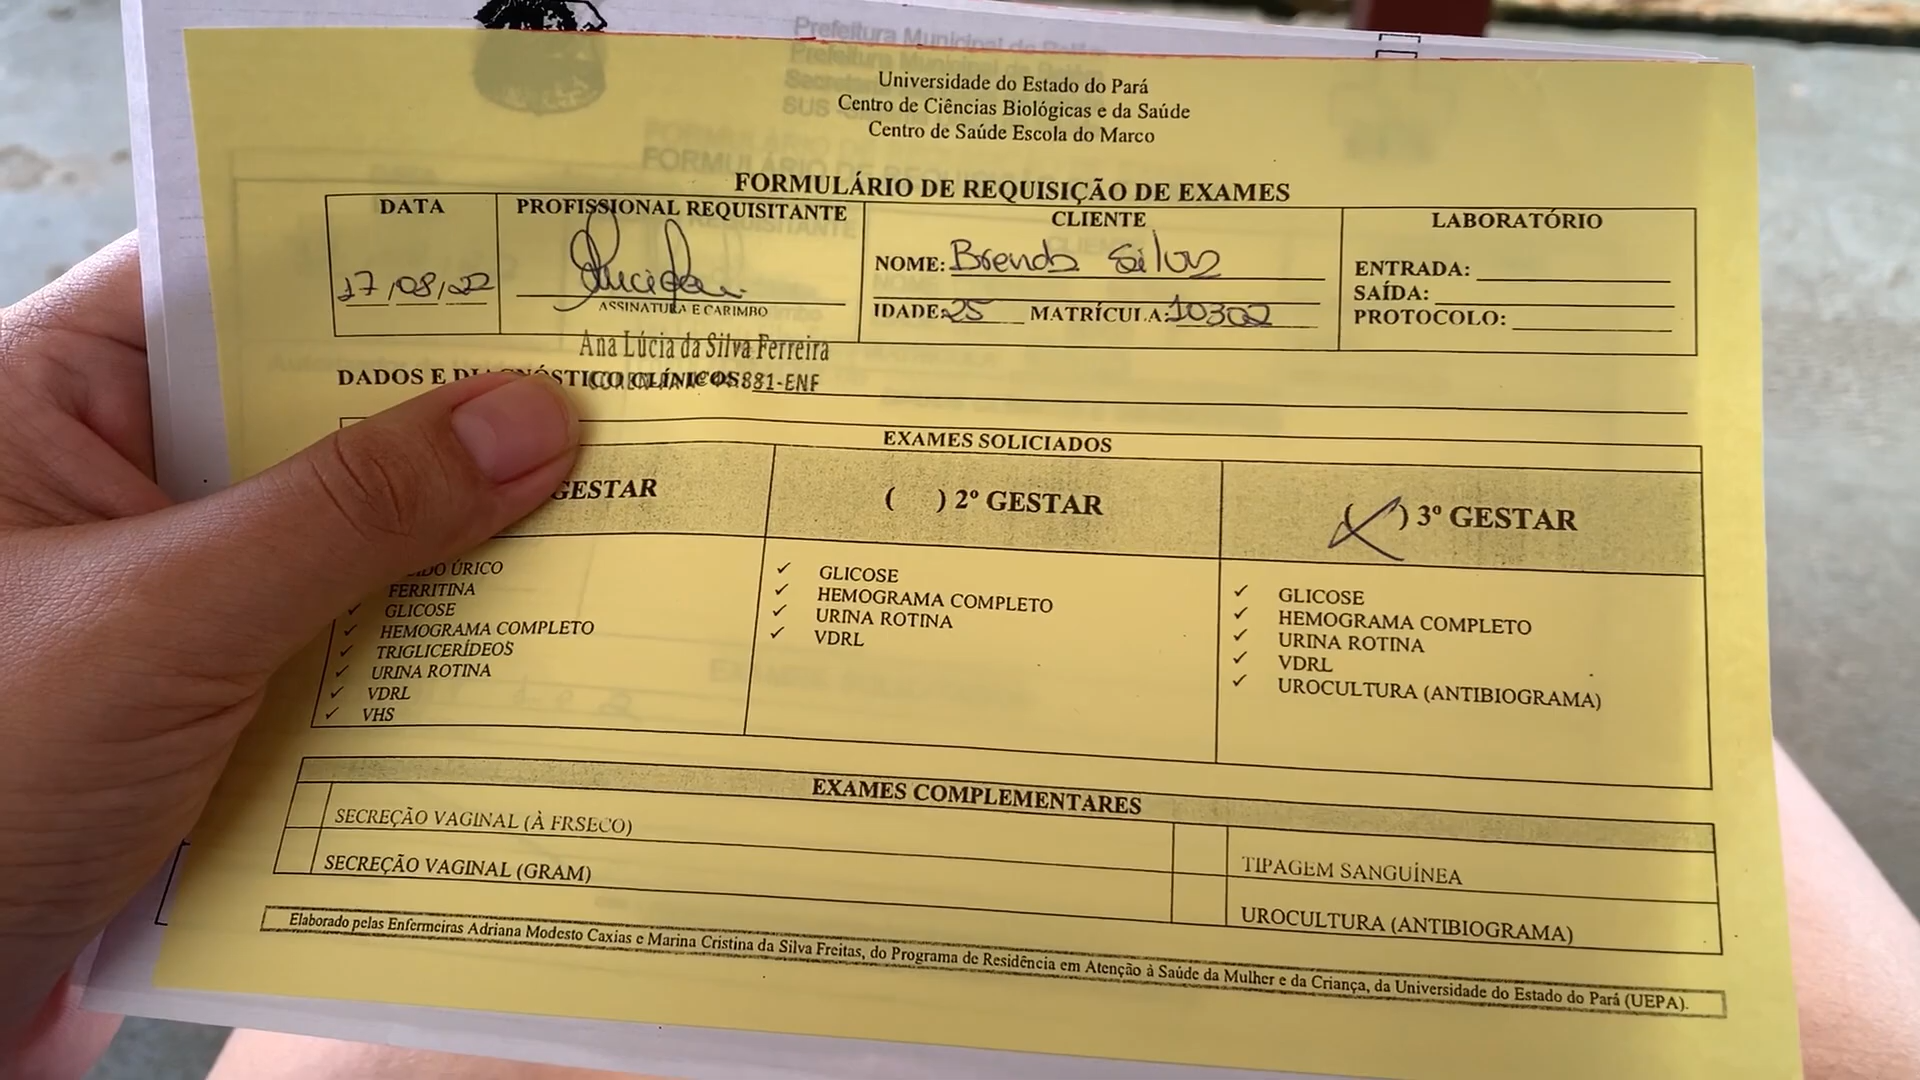 Universidade do Estado do Pará
Centro de Ciências Biológicas e da Saúde
Centro de Saúde Escola do Marco
FORMULÁRIO DE REQUISIÇÃO DE EXAMES
DATA
PROFISSIONAL REQUISITANTE
CLIENTE
LABORATÓRIO
17/08/22
ASSINATURA E CARIMBO
NOME: Brenda Silva
IDADE: 25 MATRÍCULA: 10302
ENTRADA:
SAÍDA:
PROTOCOLO:
Ana Lúcia da Silva Ferreira
DADOS E DIAGNÓSTICO CLÍNICOS:
881-ENF
EXAMES SOLICIADOS
GESTAR
( ) 2º GESTAR
(X) 3º GESTAR
ÚRICO
✓ FERRITINA
✓ GLICOSE
✓ HEMOGRAMA COMPLETO
✓ TRIGLICERÍDEOS
✓ URINA ROTINA
✓ VDRL
✓ VHS
✓ GLICOSE
✓ HEMOGRAMA COMPLETO
✓ URINA ROTINA
✓ VDRL
✓ GLICOSE
✓ HEMOGRAMA COMPLETO
✓ URINA ROTINA
✓ VDRL
✓ UROCULTURA (ANTIBIOGRAMA)
EXAMES COMPLEMENTARES
SECREÇÃO VAGINAL (À FRSECO)
TIPAGEM SANGUÍNEA
SECREÇÃO VAGINAL (GRAM)
UROCULTURA (ANTIBIOGRAMA)
Elaborado pelas Enfermeiras Adriana Modesto Caxias e Marina Cristina da Silva Freitas, do Programa de Residência em Atenção à Saúde da Mulher e da Criança, da Universidade do Estado do Pará (UEPA).